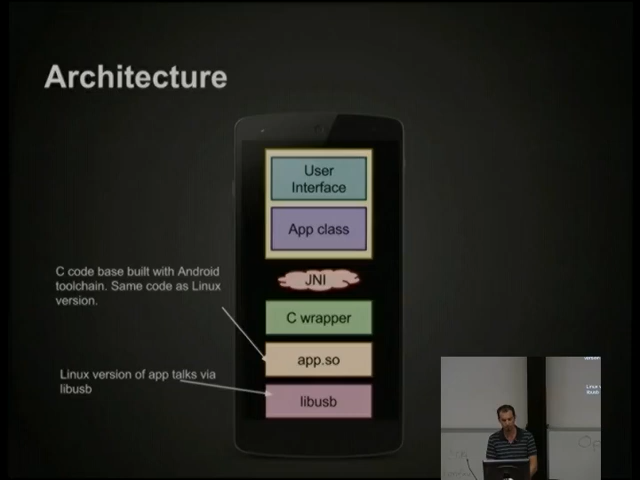 Architecture
User
Interface
App class
JNI
C code base built with Android
toolchain. Same code as Linux
version.
C wrapper
app.so
Linux version of app talks via
libusb
libusb